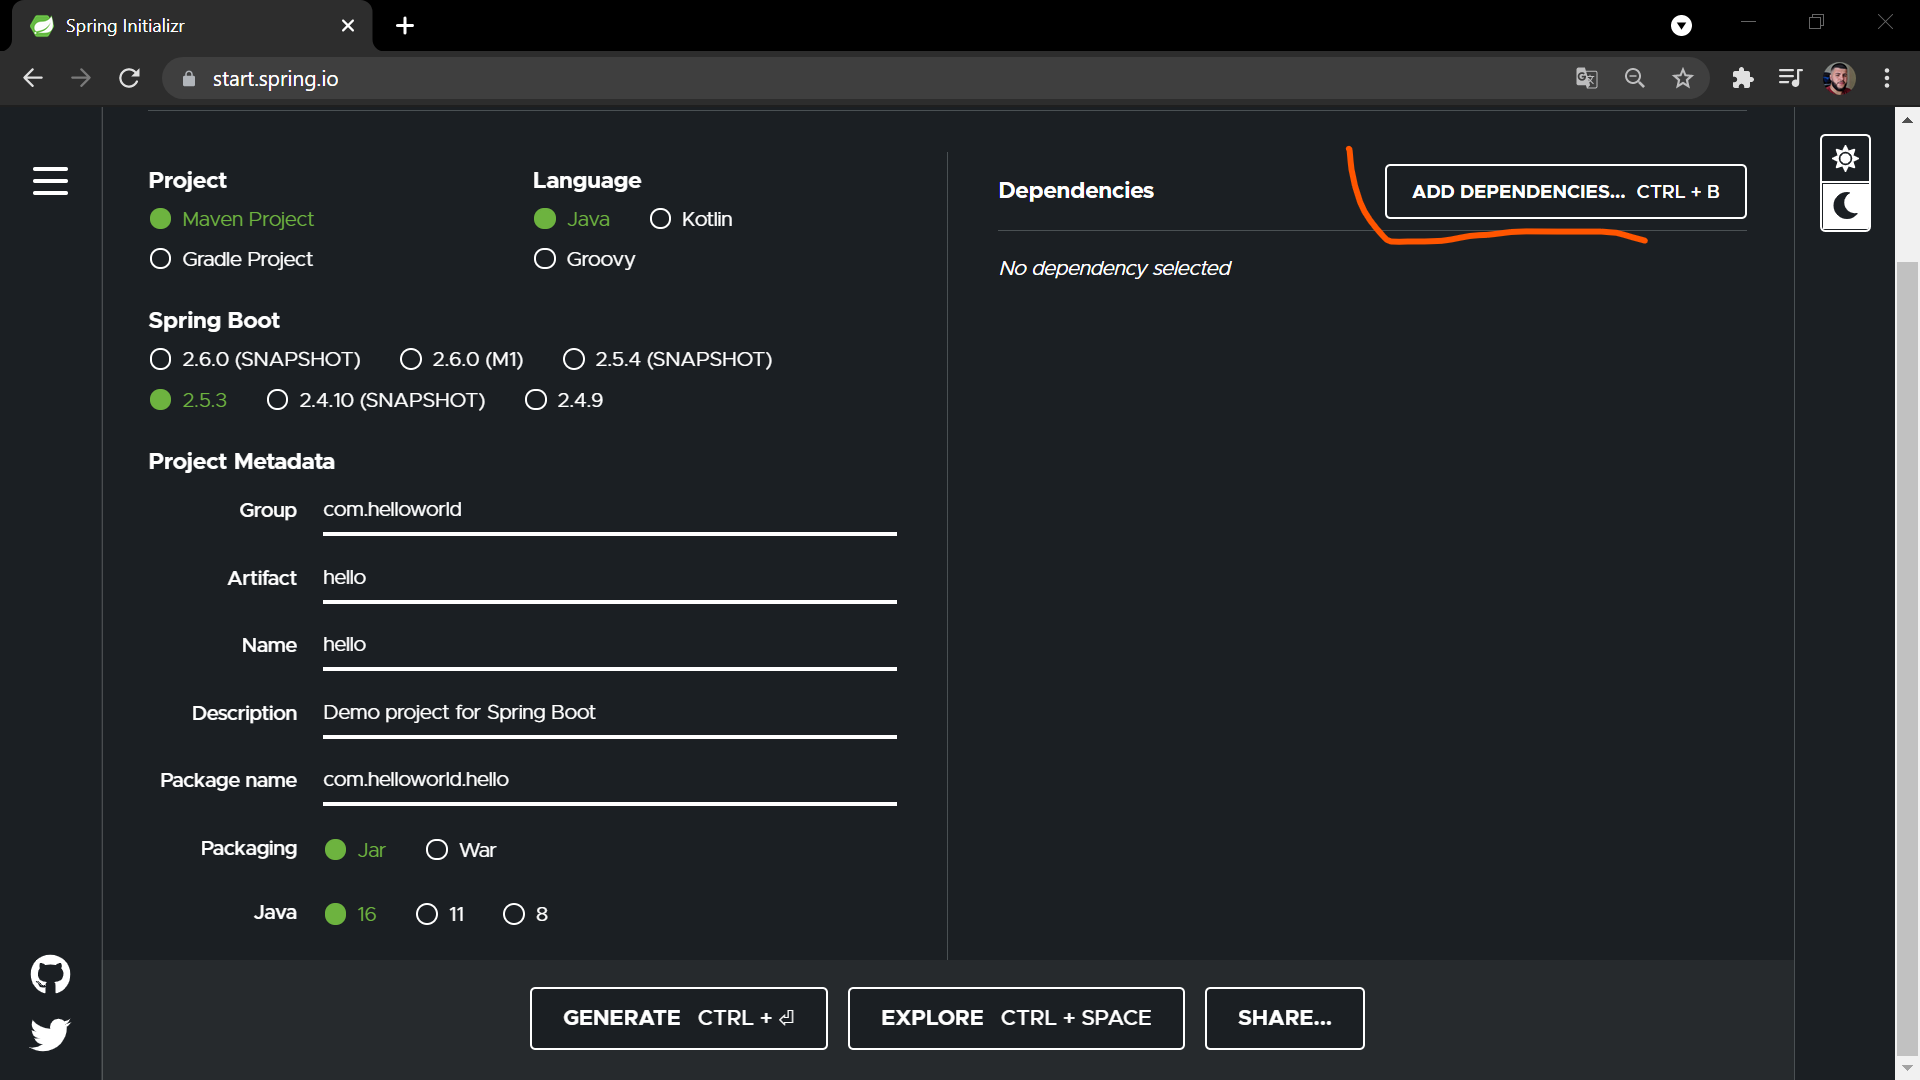 Spring Initializr
start.spring.io
Project
Maven Project
Gradle Project
Language
Java Kotlin
Groovy
Spring Boot
2.6.0 (SNAPSHOT) 2.6.0 (M1) 2.5.4 (SNAPSHOT)
2.5.3 2.4.10 (SNAPSHOT) 2.4.9
Project Metadata
Group com.helloworld
Artifact hello
Name hello
Description Demo project for Spring Boot
Package name com.helloworld.hello
Packaging Jar War
Java 16 11 8
Dependencies ADD DEPENDENCIES... CTRL + B
No dependency selected
GENERATE CTRL + ⏎ EXPLORE CTRL + SPACE SHARE...